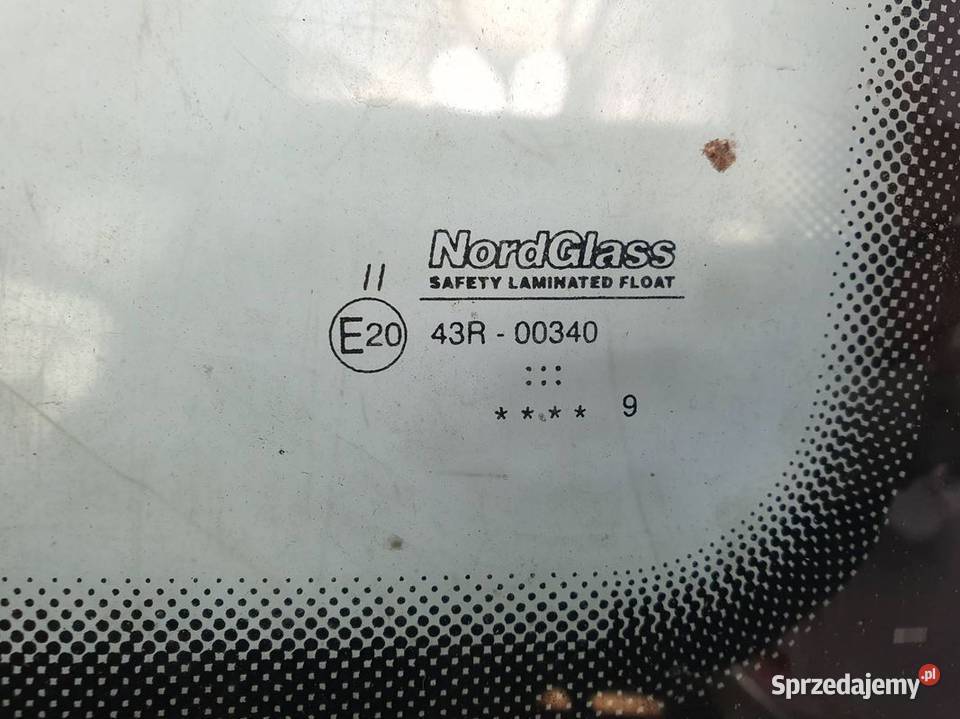 NordGlass
SAFETY LAMINATED FLOAT
II
E20 43R - 00340
:::
* * * * 9
Sprzedajemy.pl